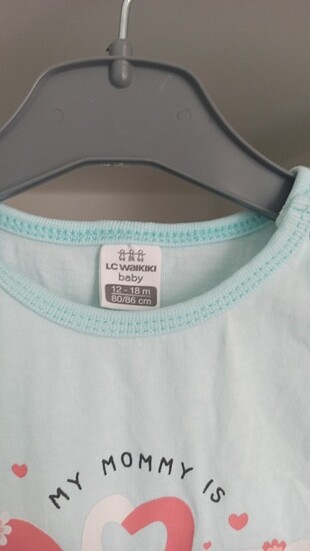 LC WAIKIKI
baby
12 - 18 m
80/86 cm
MY MOMMY IS